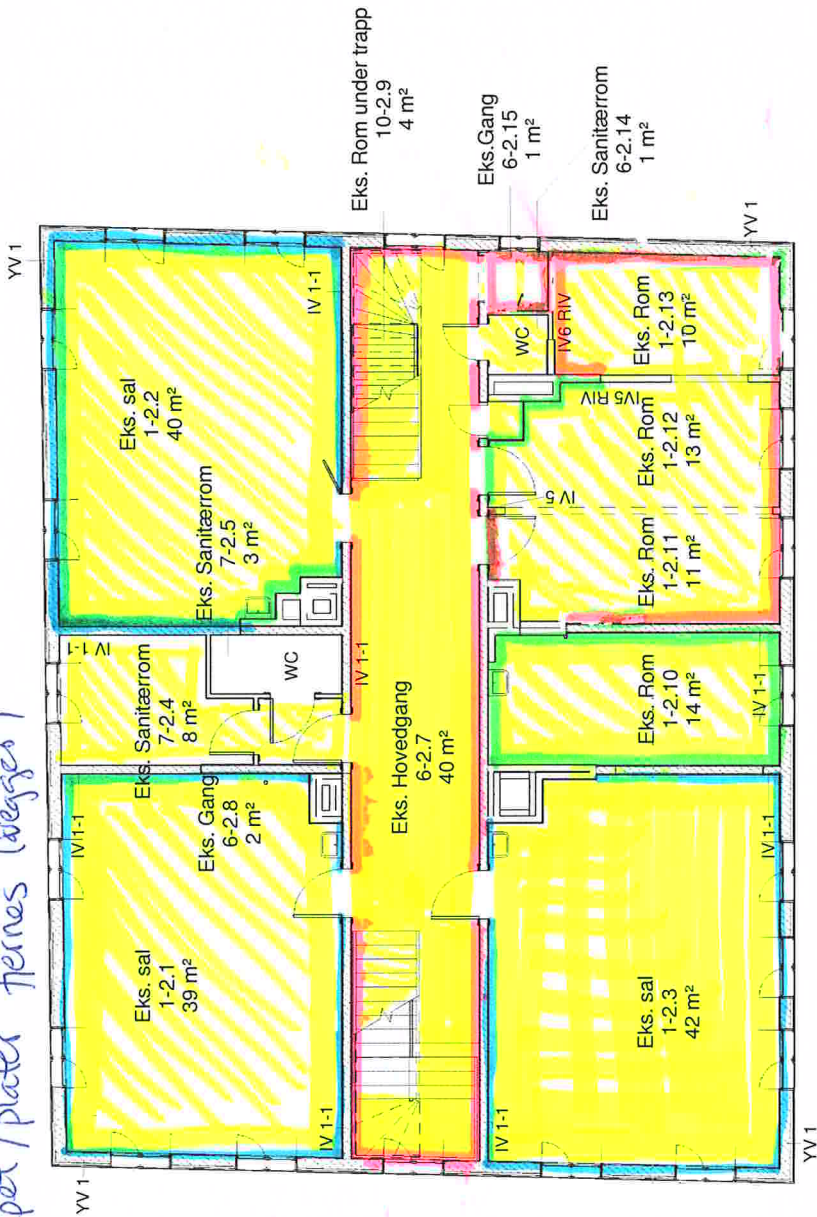 pet / plater fjernes (vegger)
YV 1
YV 1
Eks. sal
1-2.1
39 m²
IV 1-1
IV 1-1
Eks. Gang
6-2.8
2 m²
Eks. Sanitærrom
7-2.4
8 m²
IV 1-1
WC
IV 1-1
Eks. Sanitærrom
7-2.5
3 m²
Eks. sal
1-2.2
40 m²
IV 1-1
Eks. Hovedgang
6-2.7
40 m²
Eks. Rom under trapp
10-2.9
4 m²
Eks.Gang
6-2.15
1 m²
Eks. Sanitærrom
6-2.14
1 m²
Eks. sal
1-2.3
42 m²
IV 1-1
IV 1-1
Eks. Rom
1-2.10
14 m²
IV 1-1
Eks. Rom
1-2.11
11 m²
IV 5
Eks. Rom
1-2.12
13 m²
IV5 RIV
WC
IV6 RIV
Eks. Rom
1-2.13
10 m²
YV 1
YV 1